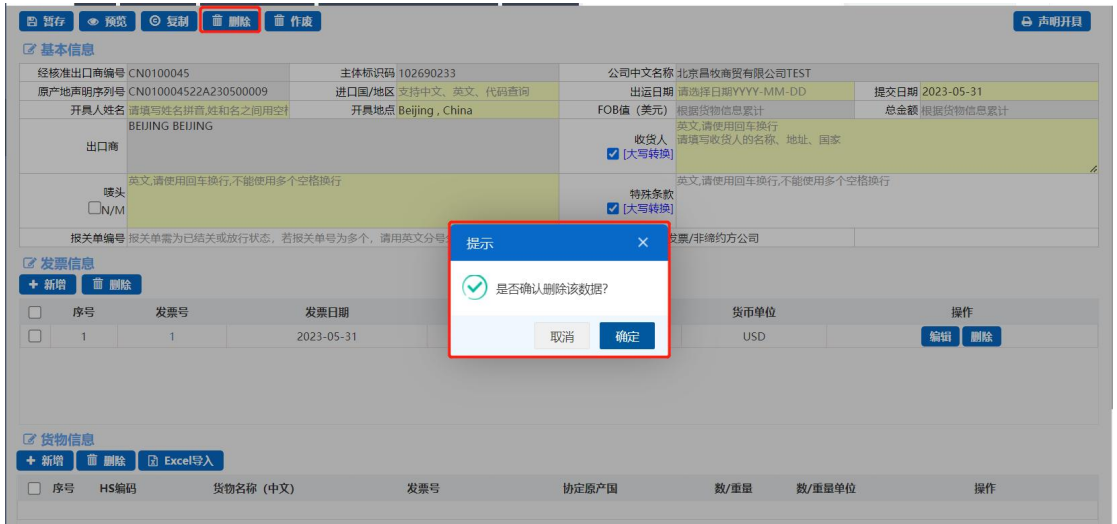 暂存 预览 复制 删除 作废 声明开具
基本信息
经核准出口商编号 CN0100045 主体标识码 102690233 公司中文名称 北京昌牧商贸有限公司TEST
原产地声明序列号 CN010004522A230500009 进口国/地区 支持中文、英文、代码查询 出运日期 请选择日期YYYY-MM-DD 提交日期 2023-05-31
开具人姓名 请填写姓名拼音,姓和名之间用空格 开具地点 Beijing , China FOB值（美元） 根据货物信息累计 总金额 根据货物信息累计
出口商 BEIJING BEIJING
收货人 [大写转换] 英文,请使用回车换行
请填写收货人的名称、地址、国家
唛头 N/M 英文,请使用回车换行,不能使用多个空格换行
特殊条款 [大写转换] 英文,请使用回车换行,不能使用多个空格换行
报关单编号 报关单需为已结关或放行状态，若报关单号为多个，请用英文分号 发票/非缔约方公司
提示 ×
是否确认删除该数据?
取消 确定
发票信息
新增 删除
序号 发票号 发票日期 货币单位 操作
1 1 2023-05-31 USD 编辑 删除
货物信息
新增 删除 Excel导入
序号 HS编码 货物名称（中文） 发票号 协定原产国 数/重量 数/重量单位 操作